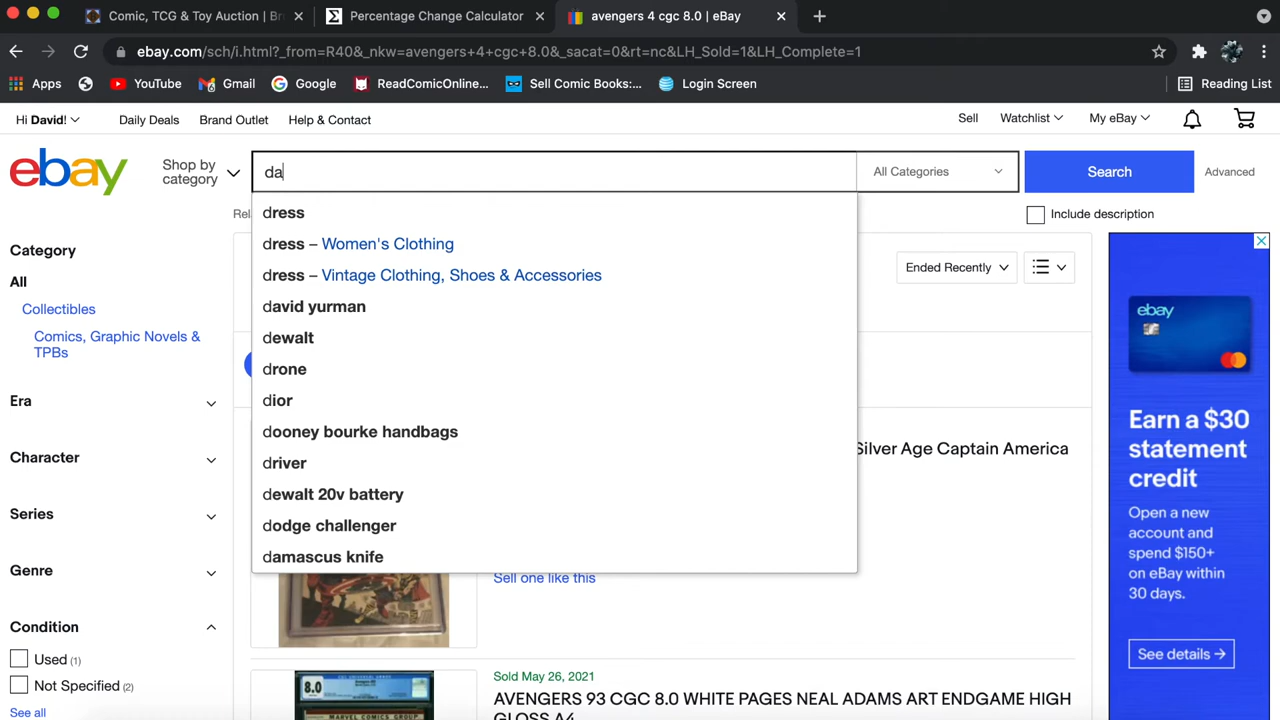 Comic, TCG & Toy Auction | Br
Percentage Change Calculator
avengers 4 cgc 8.0 | eBay
ebay.com/sch/i.html?_from=R40&_nkw=avengers+4+cgc+8.0&_sacat=0&rt=nc&LH_Sold=1&LH_Complete=1
Apps
YouTube
Gmail
Google
ReadComicOnline...
Sell Comic Books:...
Login Screen
Reading List
Hi David!
Daily Deals
Brand Outlet
Help & Contact
Sell
Watchlist
My eBay
ebay
Shop by
category
da
All Categories
Search
Advanced
Rel
Include description
dress
dress – Women's Clothing
dress – Vintage Clothing, Shoes & Accessories
david yurman
dewalt
drone
dior
dooney bourke handbags
driver
dewalt 20v battery
dodge challenger
damascus knife
Category
All
Collectibles
Comics, Graphic Novels &
TPBs
Era
Character
Series
Genre
Condition
Used (1)
Not Specified (2)
See all
Ended Recently
Silver Age Captain America
Sell one like this
Sold May 26, 2021
AVENGERS 93 CGC 8.0 WHITE PAGES NEAL ADAMS ART ENDGAME HIGH
GLOSS A4
8.0
MARVEL COMICS GROUP
ebay
Earn a $30
statement
credit
Open a new
account and
spend $150+
on eBay within
30 days.
See details →